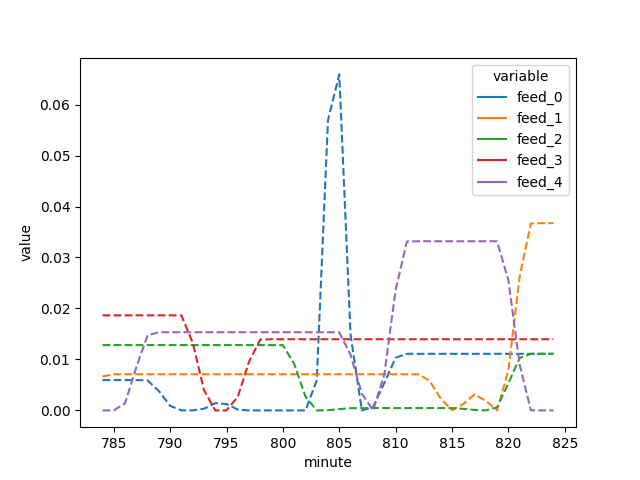 variable
feed_0
feed_1
feed_2
feed_3
feed_4
0.06
0.05
0.04
0.03
0.02
0.01
0.00
value
785 790 795 800 805 810 815 820 825
minute